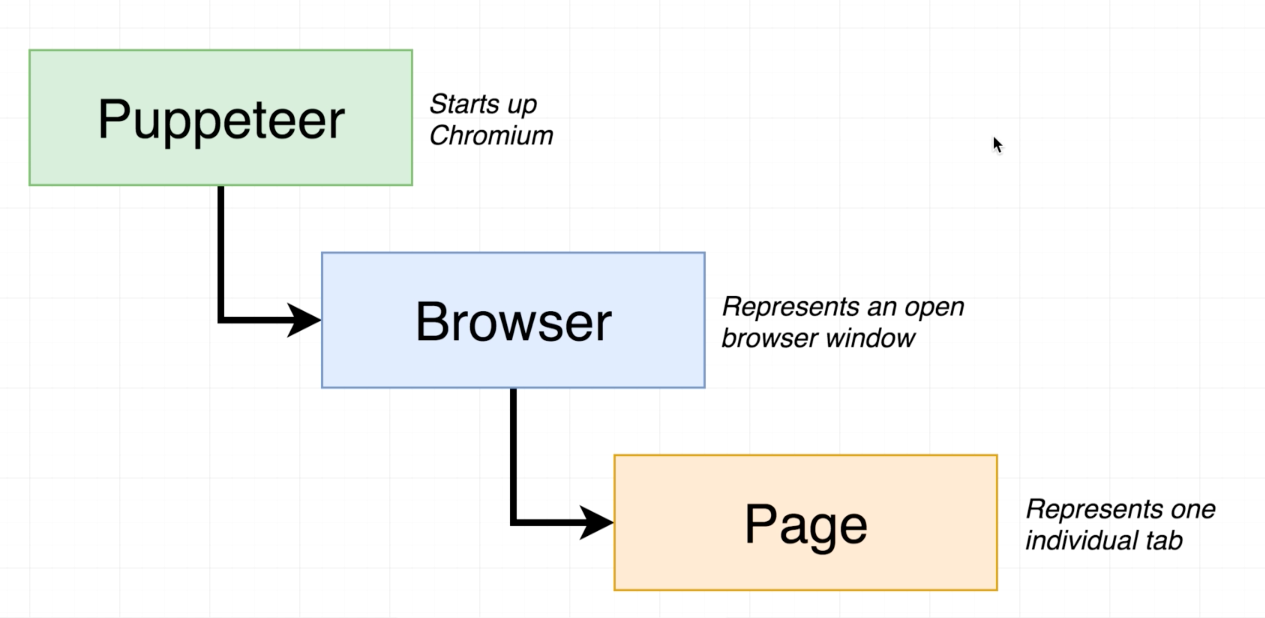 Puppeteer
Starts up
Chromium
Browser
Represents an open
browser window
Page
Represents one
individual tab